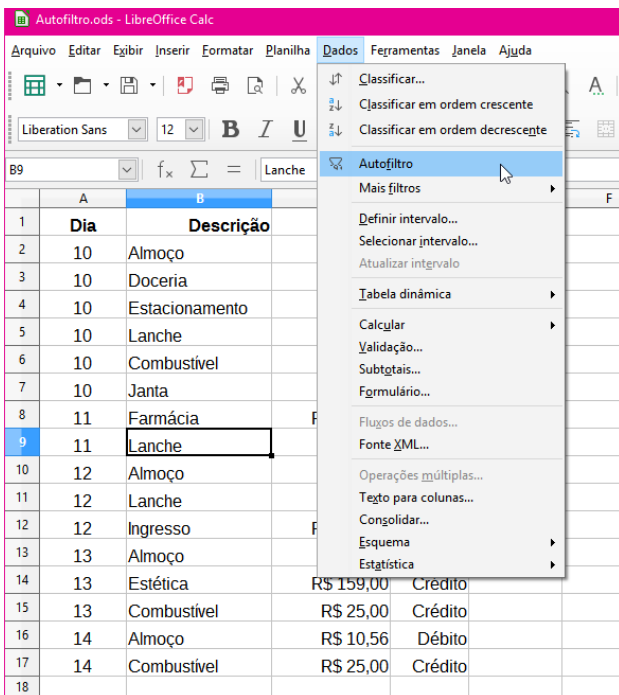 Autofiltro.ods - LibreOffice Calc
Arquivo Editar Exibir Inserir Formatar Planilha Dados Ferramentas Janela Ajuda
Liberation Sans 12 B I U
B9 fx Σ = Lanche
A B F
1 Dia Descrição
2 10 Almoço
3 10 Doceria
4 10 Estacionamento
5 10 Lanche
6 10 Combustível
7 10 Janta
8 11 Farmácia
9 11 Lanche
10 12 Almoço
11 12 Lanche
12 12 Ingresso
13 13 Almoço
14 13 Estética R$ 159,00 Crédito
15 13 Combustível R$ 25,00 Crédito
16 14 Almoço R$ 10,56 Débito
17 14 Combustível R$ 25,00 Crédito
18
Classificar...
Classificar em ordem crescente
Classificar em ordem decrescente
Autofiltro
Mais filtros
Definir intervalo...
Selecionar intervalo...
Atualizar intervalo
Tabela dinâmica
Calcular
Validação...
Subtotais...
Formulário...
Fluxos de dados...
Fonte XML...
Operações múltiplas...
Texto para colunas...
Consolidar...
Esquema
Estatística